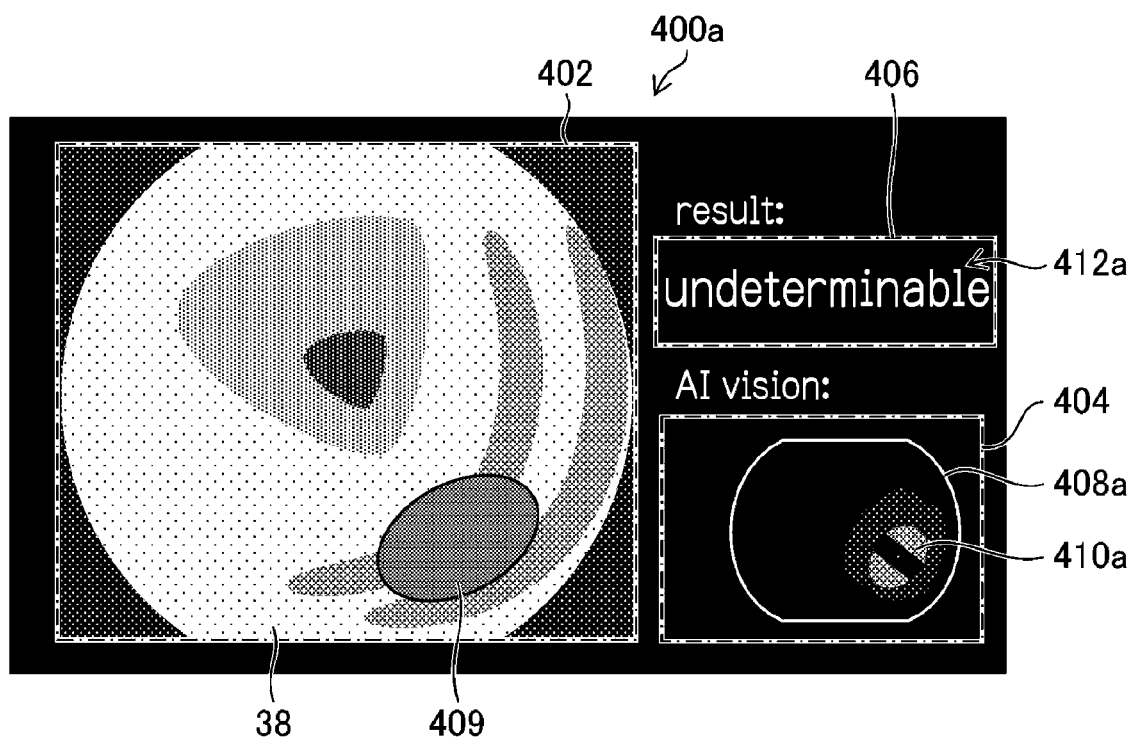 400a
402
406
result:
412a
undeterminable
AI vision:
404
408a
410a
38
409